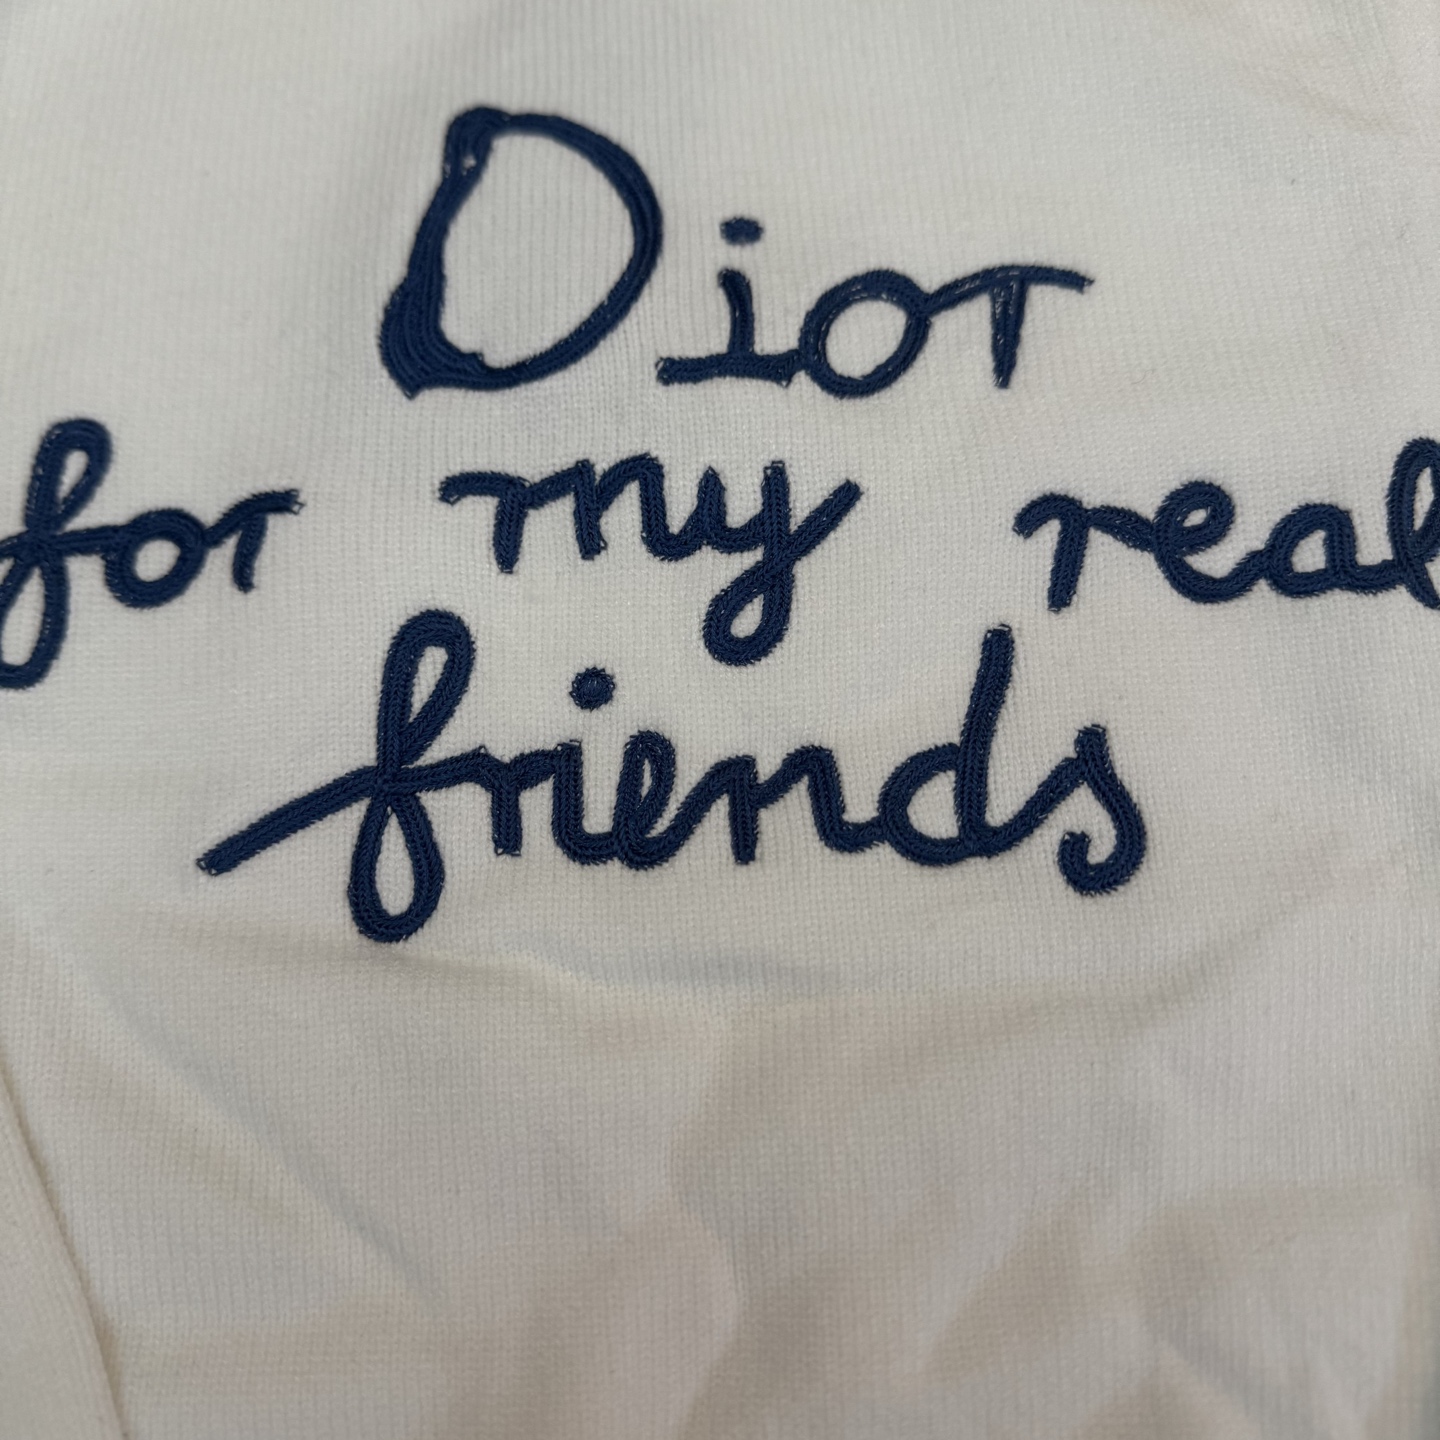 Dior
for my real
friends